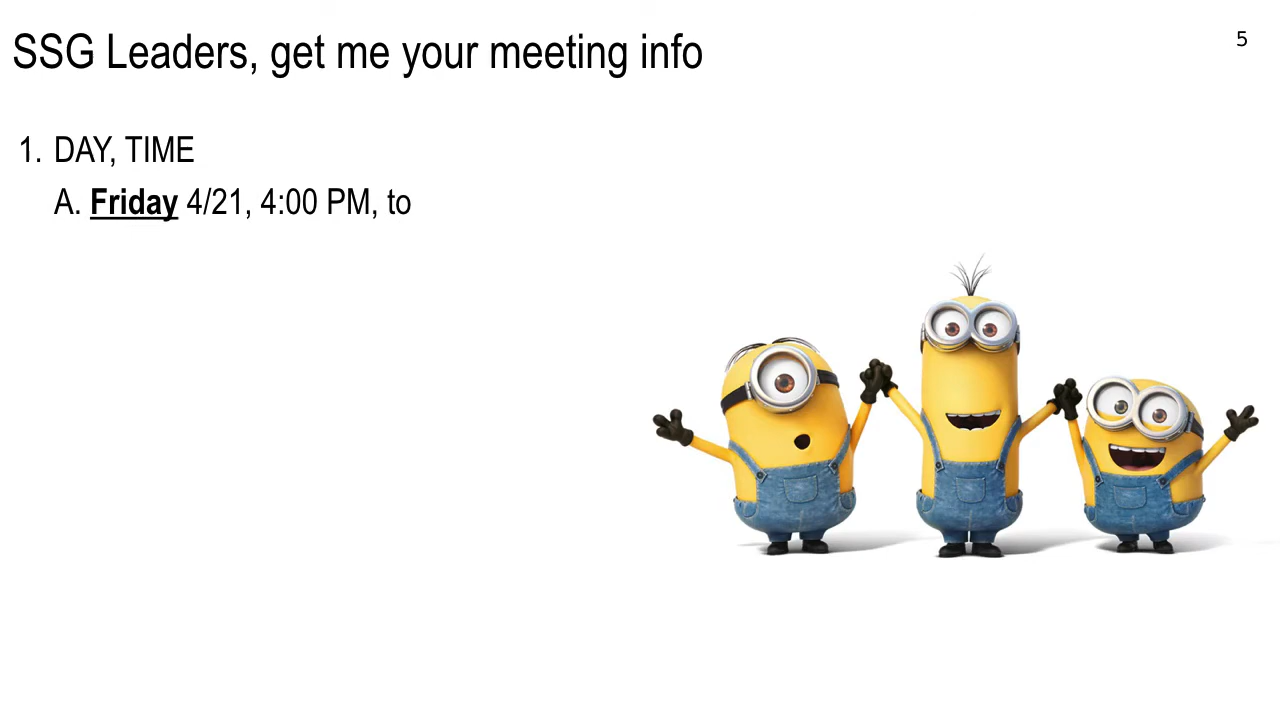 SSG Leaders, get me your meeting info
5
1. DAY, TIME
A. Friday 4/21, 4:00 PM, to